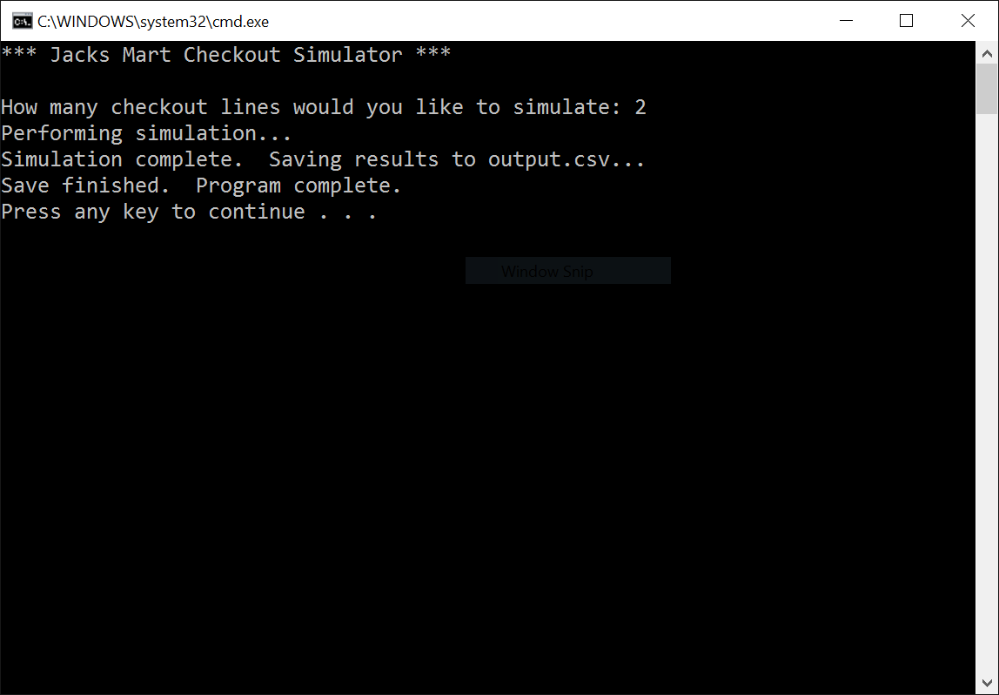 C:\WINDOWS\system32\cmd.exe
*** Jacks Mart Checkout Simulator ***
How many checkout lines would you like to simulate: 2
Performing simulation...
Simulation complete.  Saving results to output.csv...
Save finished.  Program complete.
Press any key to continue . . .
Window Snip